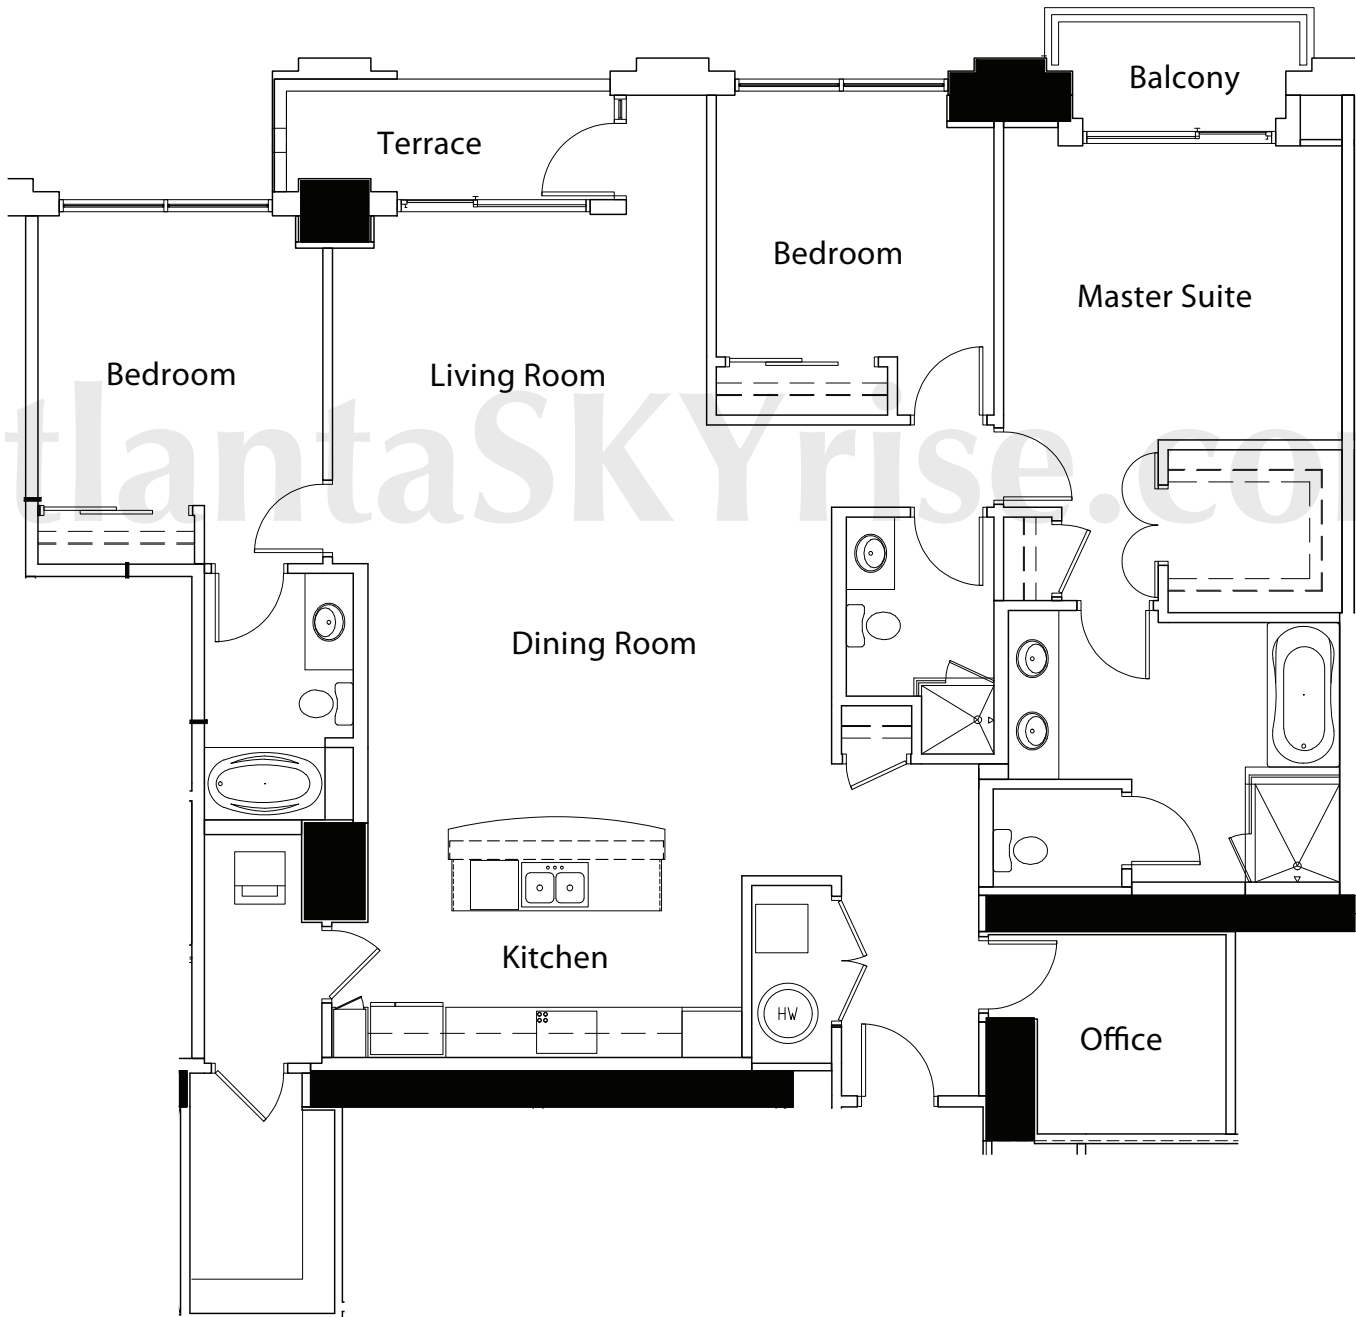 Balcony
Terrace
Bedroom
Master Suite
Bedroom
Living Room
tlantaSKYrise.co
Dining Room
Kitchen
HW
Office